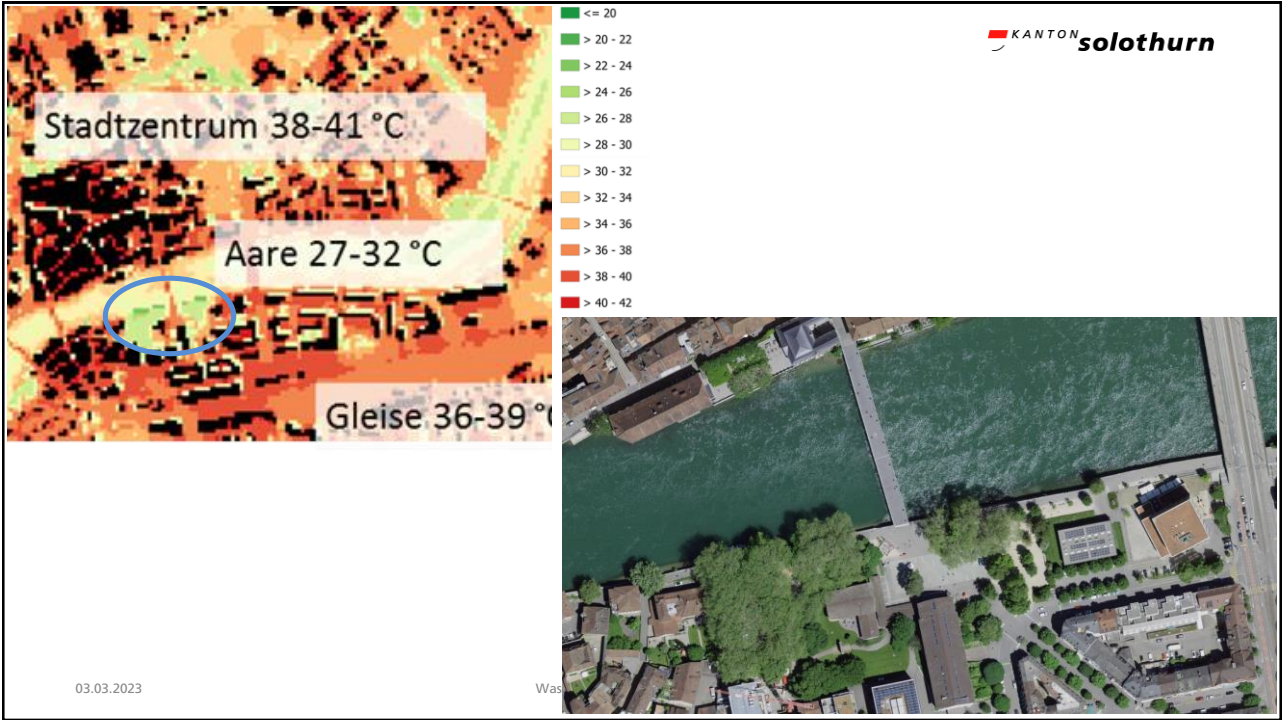 Stadtzentrum 38-41 °C
Aare 27-32 °C
Gleise 36-39 °
<= 20
> 20 - 22
> 22 - 24
> 24 - 26
> 26 - 28
> 28 - 30
> 30 - 32
> 32 - 34
> 34 - 36
> 36 - 38
> 38 - 40
> 40 - 42
KANTON solothurn
03.03.2023